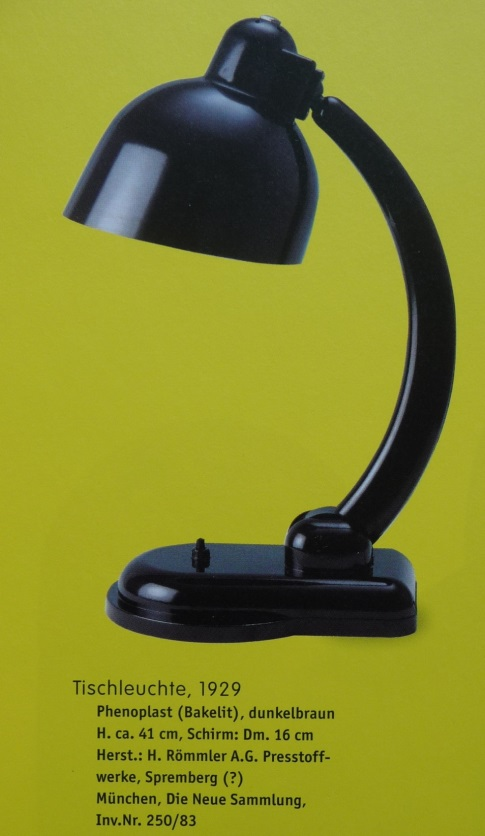 Tischleuchte, 1929
Phenoplast (Bakelit), dunkelbraun
H. ca. 41 cm, Schirm: Dm. 16 cm
Herst.: H. Römmler A.G. Presstoff-
werke, Spremberg (?)
München, Die Neue Sammlung,
Inv.Nr. 250/83